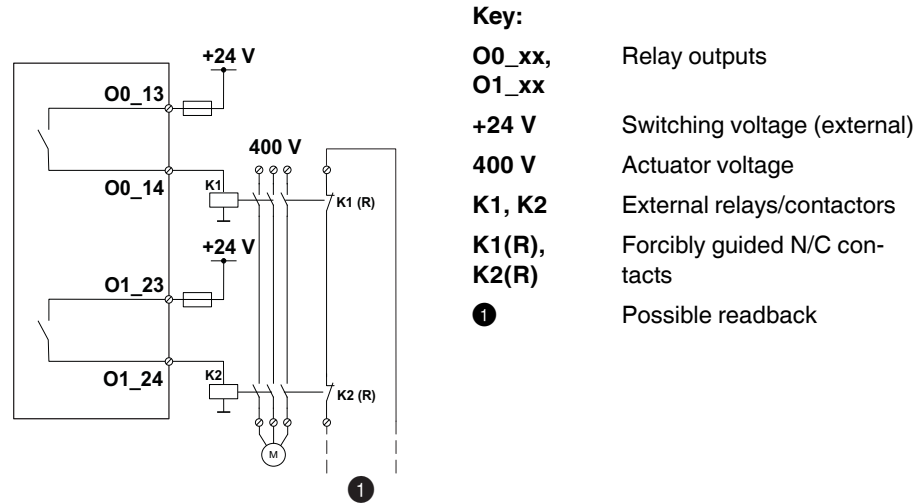 +24 V
O0_13
400 V
O0_14
K1
K1 (R)
+24 V
O1_23
O1_24
K2
K2 (R)
M
1
Key:
O0_xx, Relay outputs
O1_xx
+24 V Switching voltage (external)
400 V Actuator voltage
K1, K2 External relays/contactors
K1(R), Forcibly guided N/C con-
K2(R) tacts
❶ Possible readback